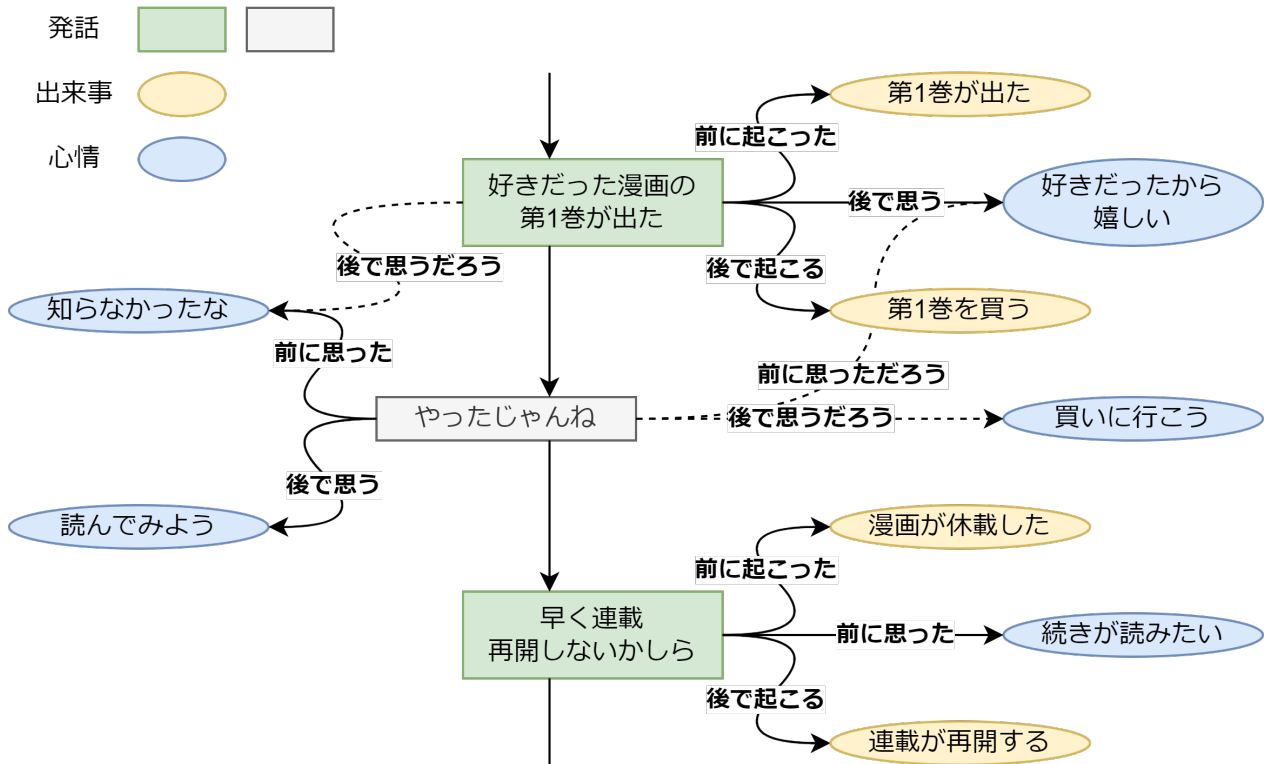 発話
出来事
心情
第1巻が出た
前に起こった
好きだった漫画の
第1巻が出た
後で思う
好きだったから
嬉しい
後で思うだろう
後で起こる
知らなかったな
第1巻を買う
前に思った
前に思っただろう
やったじゃんね
後で思うだろう
買いに行こう
後で思う
読んでみよう
漫画が休載した
前に起こった
早く連載
再開しないかしら
前に思った
続きが読みたい
後で起こる
連載が再開する